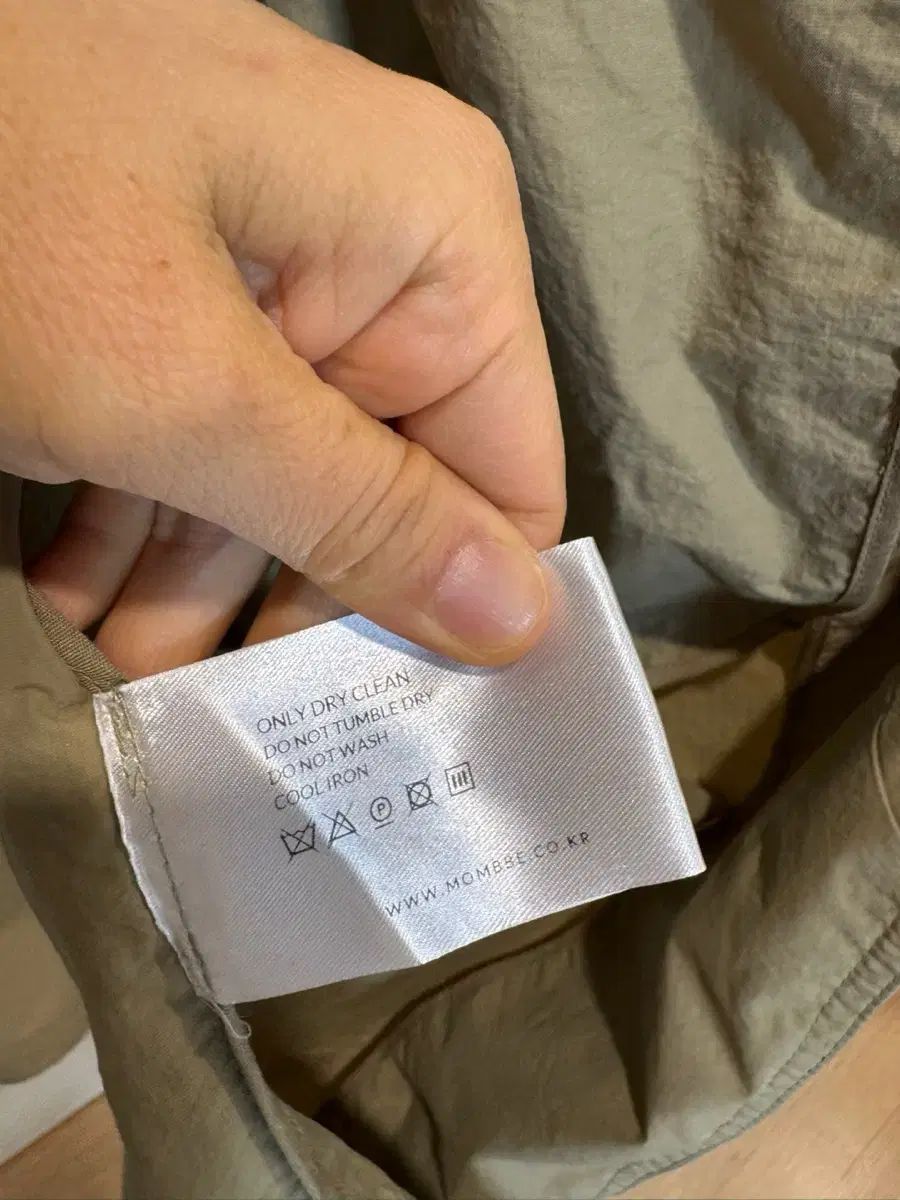 ONLY DRY CLEAN
DO NOT TUMBLE DRY
DO NOT WASH
COOL IRON
P
WWW.MOMBBE.CO.KR